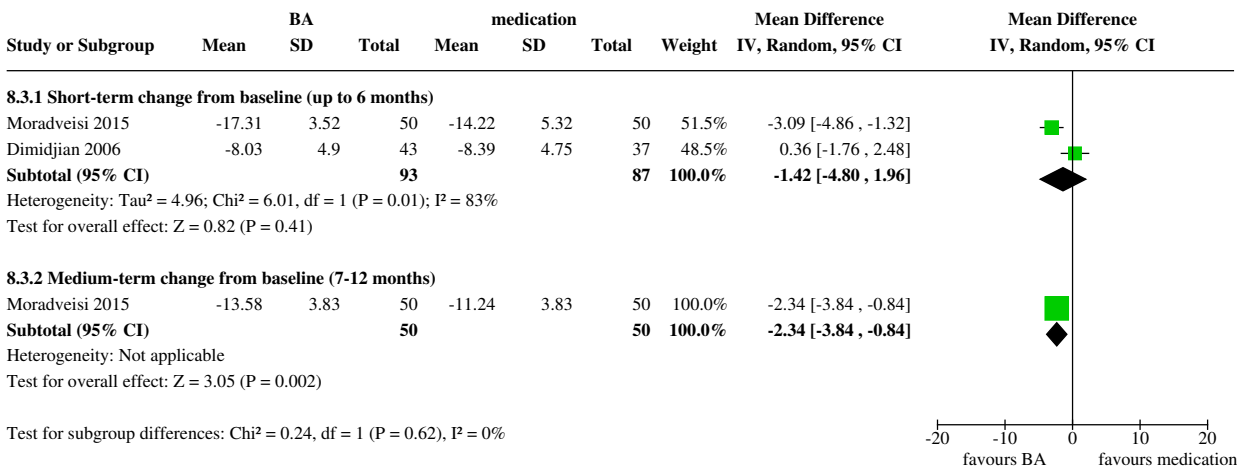 BA medication Mean Difference Mean Difference
Study or Subgroup Mean SD Total Mean SD Total Weight IV, Random, 95% CI IV, Random, 95% CI
8.3.1 Short-term change from baseline (up to 6 months)
Moradveisi 2015 -17.31 3.52 50 -14.22 5.32 50 51.5% -3.09 [-4.86 , -1.32]
Dimidjian 2006 -8.03 4.9 43 -8.39 4.75 37 48.5% 0.36 [-1.76 , 2.48]
Subtotal (95% CI) 93 87 100.0% -1.42 [-4.80 , 1.96]
Heterogeneity: Tau² = 4.96; Chi² = 6.01, df = 1 (P = 0.01); I² = 83%
Test for overall effect: Z = 0.82 (P = 0.41)
8.3.2 Medium-term change from baseline (7-12 months)
Moradveisi 2015 -13.58 3.83 50 -11.24 3.83 50 100.0% -2.34 [-3.84 , -0.84]
Subtotal (95% CI) 50 50 100.0% -2.34 [-3.84 , -0.84]
Heterogeneity: Not applicable
Test for overall effect: Z = 3.05 (P = 0.002)
Test for subgroup differences: Chi² = 0.24, df = 1 (P = 0.62), I² = 0%
-20 -10 0 10 20
favours BA favours medication